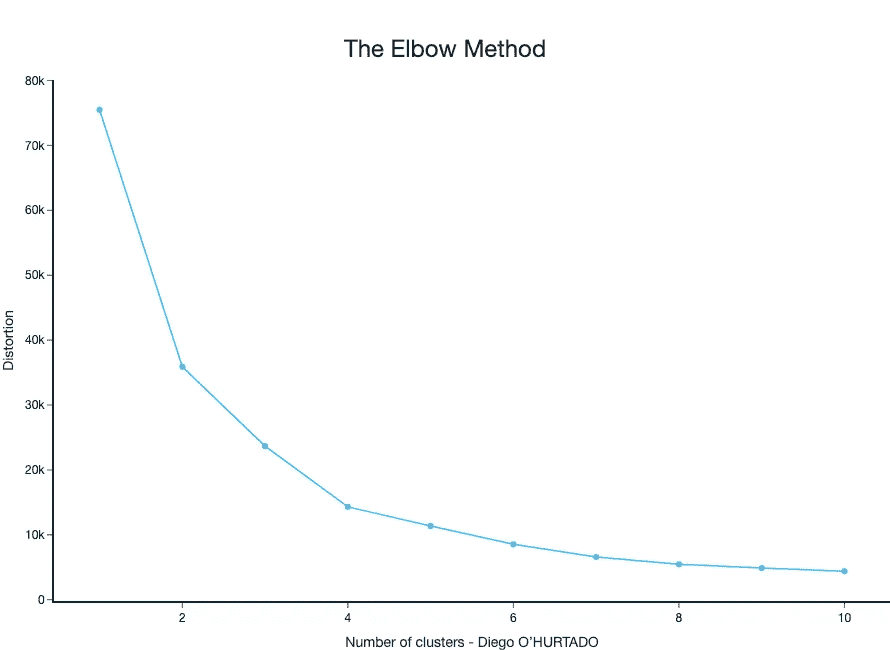 The Elbow Method
80k
70k
60k
50k
40k
30k
20k
10k
0
Distortion
2 4 6 8 10
Number of clusters - Diego O’HURTADO